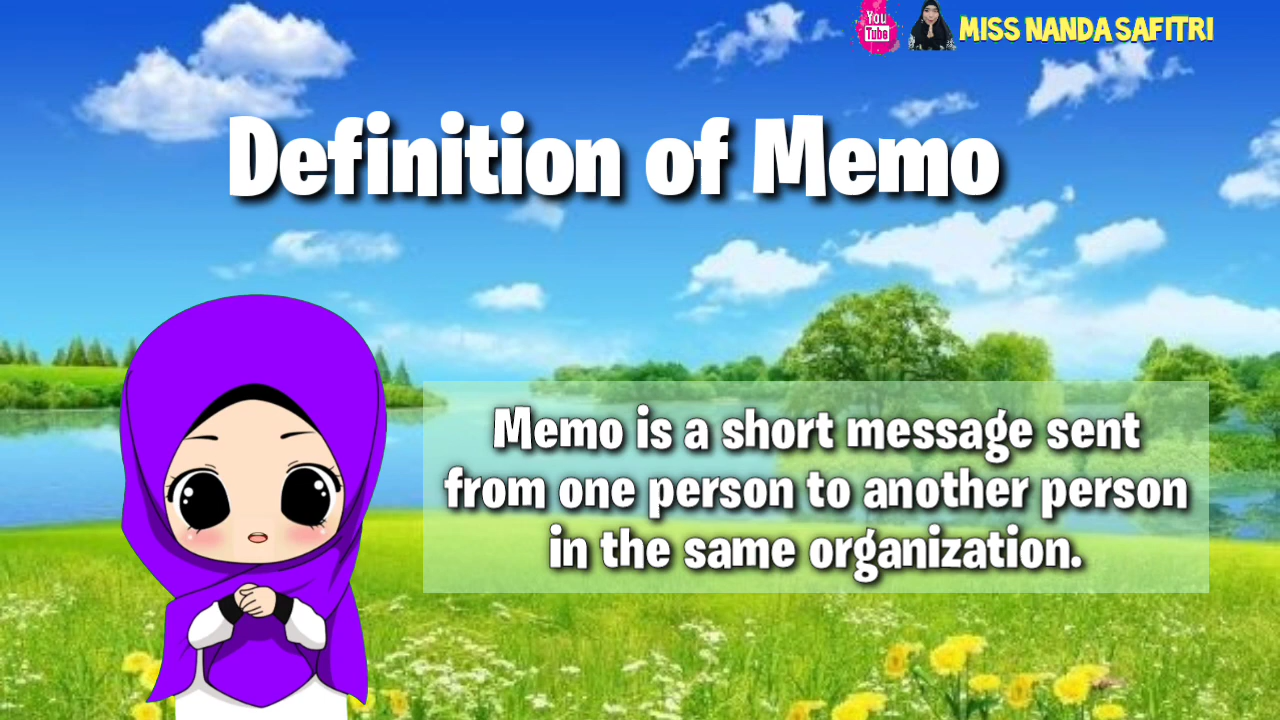 You
Tube
MISS NANDA SAFITRI
Definition of Memo
Memo is a short message sent
from one person to another person
in the same organization.